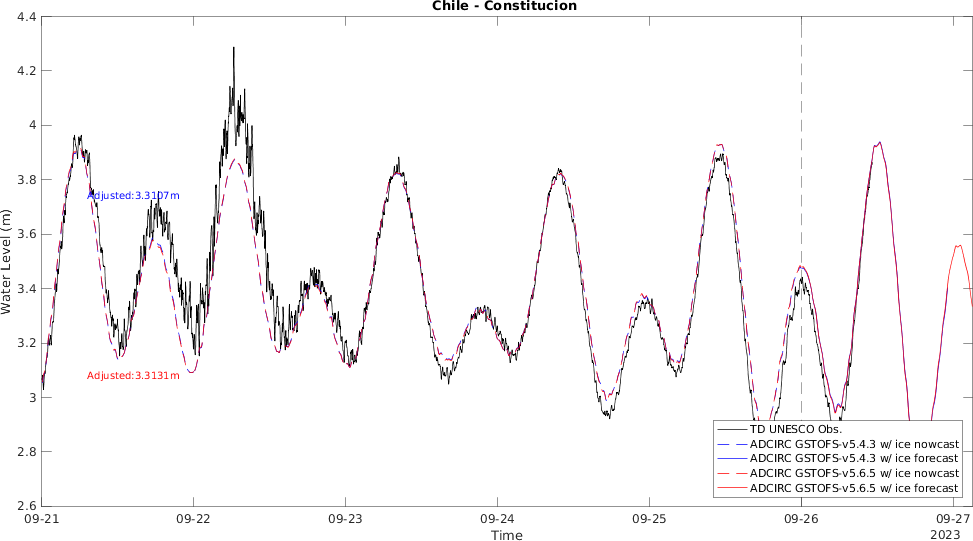 Chile - Constitucion
4.4
4.2
4
3.8
3.6
3.4
3.2
3
2.8
2.6
Water Level (m)
Adjusted:3.3107m
Adjusted:3.3131m
TD UNESCO Obs.
ADCIRC GSTOFS-v5.4.3 w/ ice nowcast
ADCIRC GSTOFS-v5.4.3 w/ ice forecast
ADCIRC GSTOFS-v5.6.5 w/ ice nowcast
ADCIRC GSTOFS-v5.6.5 w/ ice forecast
09-21 09-22 09-23 09-24 09-25 09-26 09-27
Time
2023